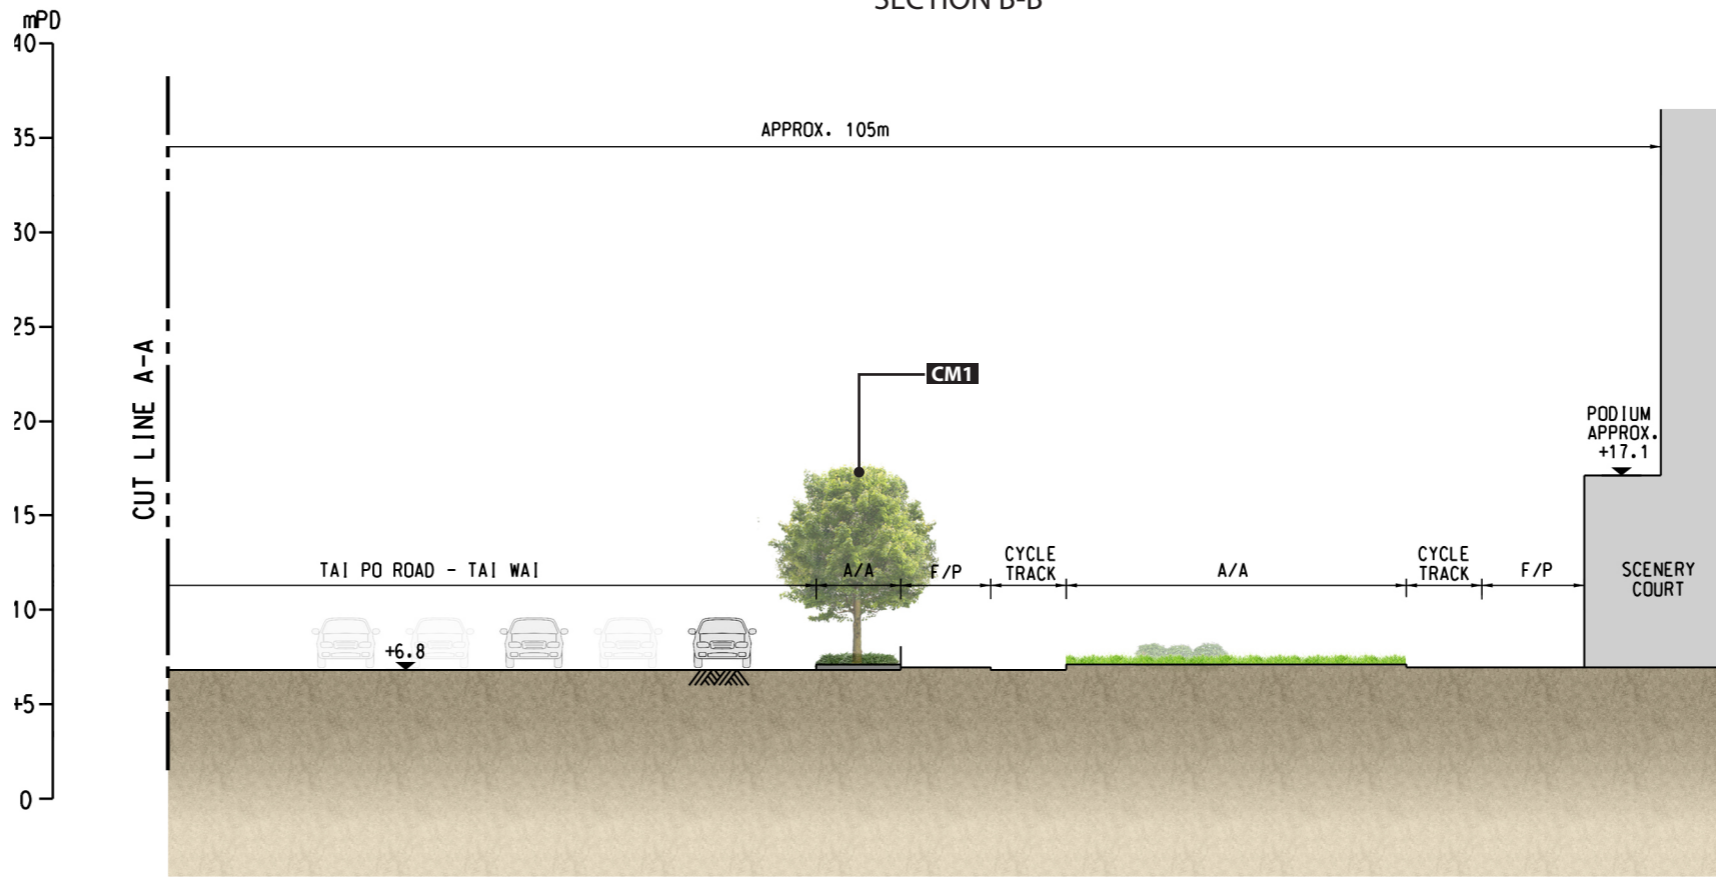 SECTION B-B
mPD
40
35
30
25
20
15
10
+5
0
CUT LINE A-A
APPROX. 105m
CM1
PODIUM
APPROX.
+17.1
TAI PO ROAD - TAI WAI
A/A
F/P
CYCLE
TRACK
A/A
CYCLE
TRACK
F/P
SCENERY
COURT
+6.8